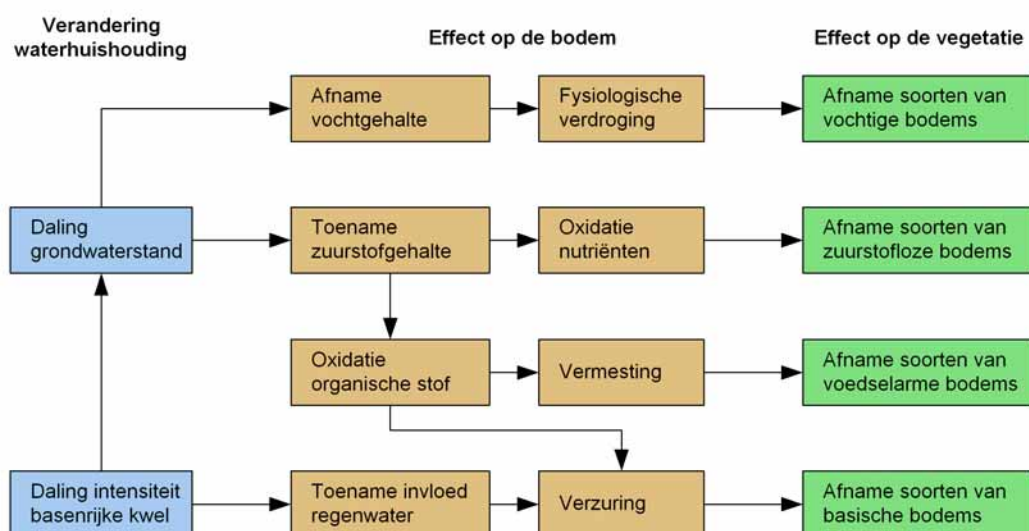 Verandering
waterhuishouding
Effect op de bodem
Effect op de vegetatie
Afname
vochtgehalte
Fysiologische
verdroging
Afname soorten van
vochtige bodems
Daling
grondwaterstand
Toename
zuurstofgehalte
Oxidatie
nutriënten
Afname soorten van
zuurstofloze bodems
Oxidatie
organische stof
Vermesting
Afname soorten van
voedselarme bodems
Daling intensiteit
basenrijke kwel
Toename invloed
regenwater
Verzuring
Afname soorten van
basische bodems